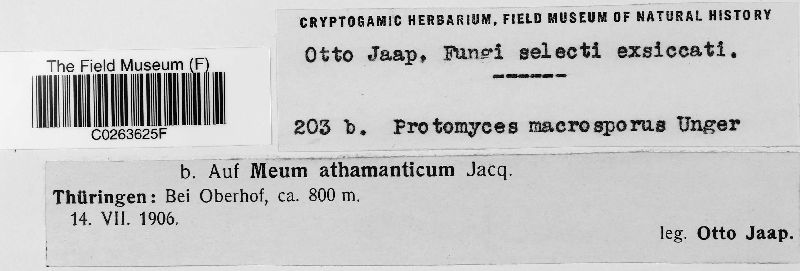 CRYPTOGAMIC HERBARIUM, FIELD MUSEUM OF NATURAL HISTORY
Otto Jaap, Fungi selecti exsiccati.
203 b. Protomyces macrosporus Unger
The Field Museum (F)
C0263625F
b. Auf Meum athamanticum Jacq.
Thüringen: Bei Oberhof, ca. 800 m.
14. VII. 1906.
leg. Otto Jaap.